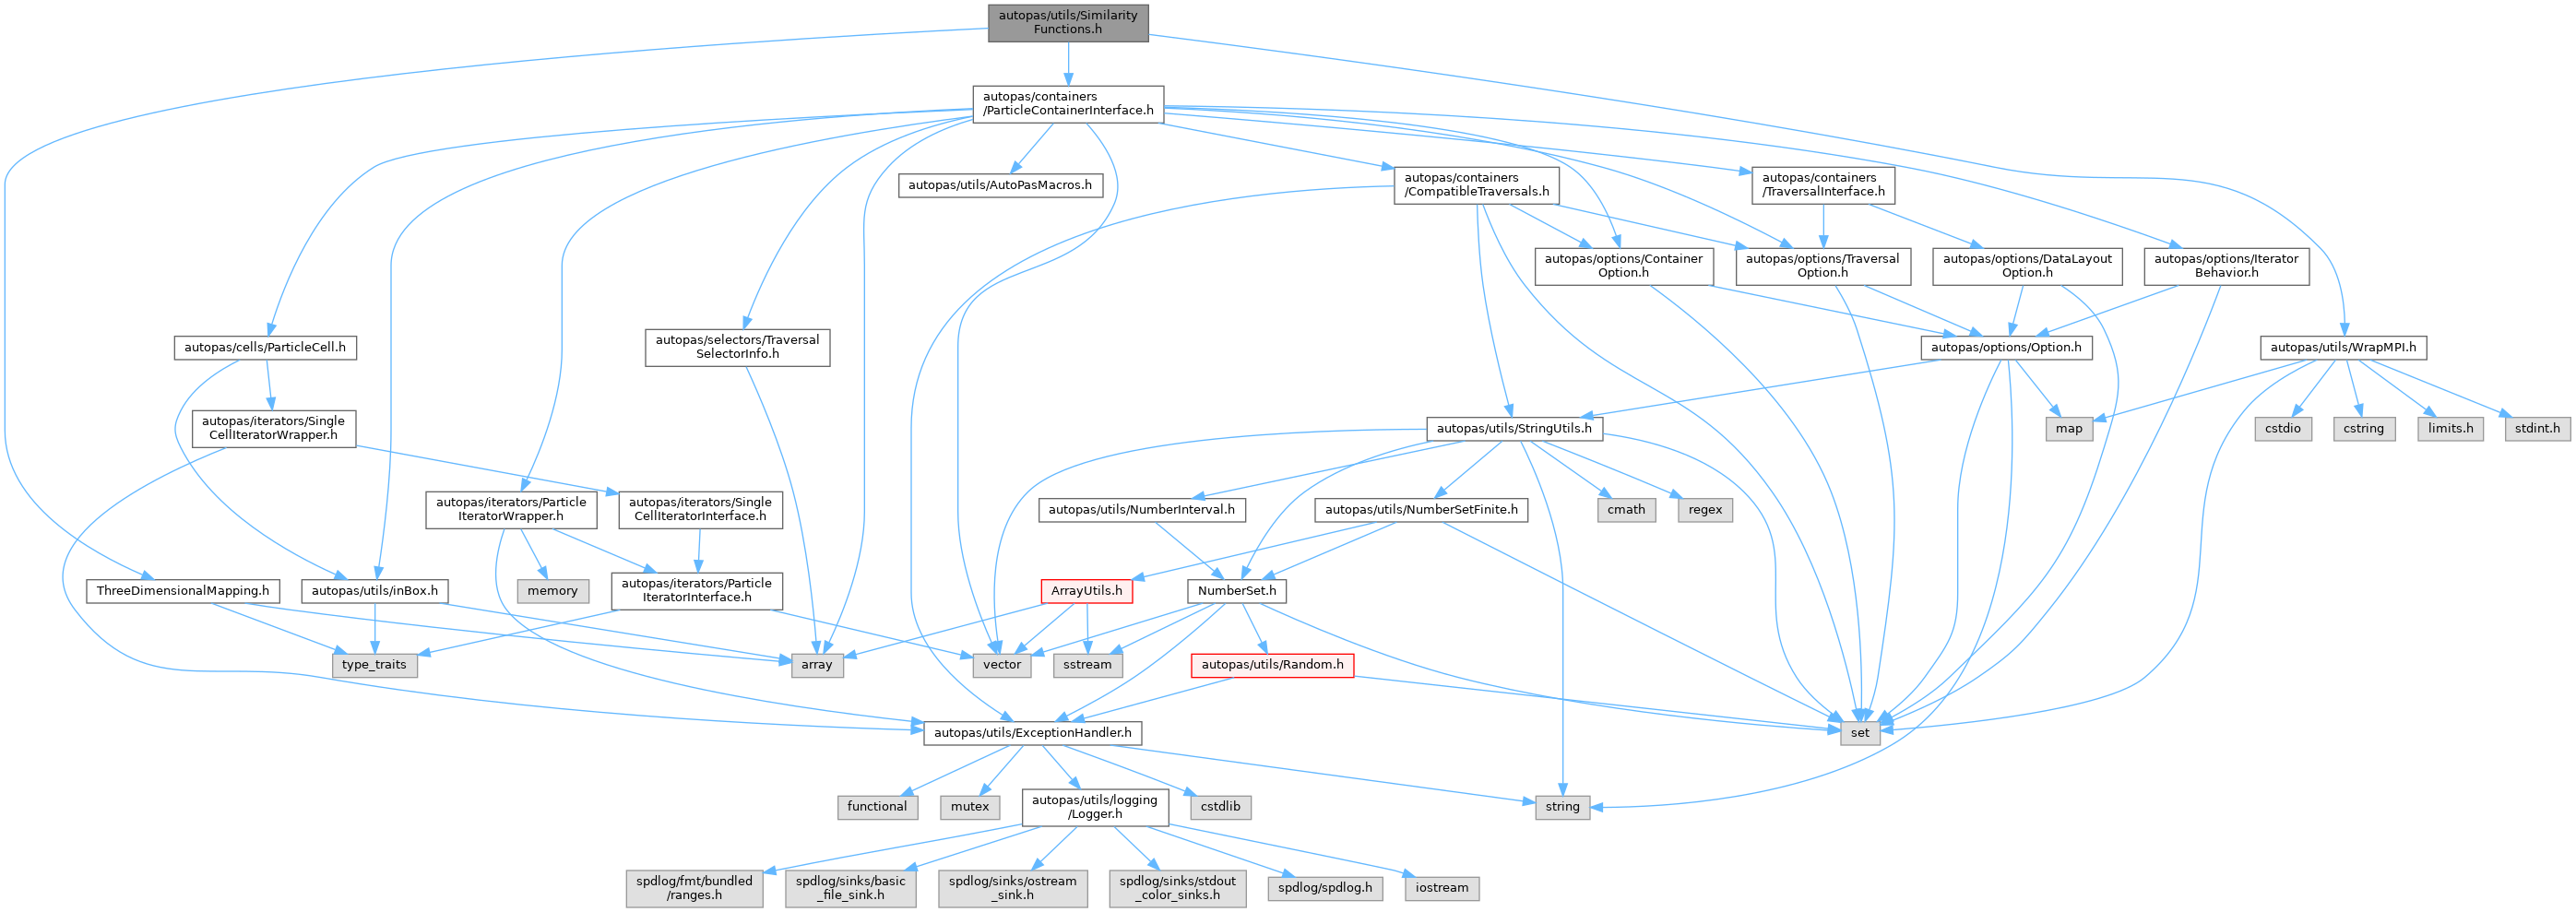 autopas/utils/Similarity
Functions.h
autopas/containers
/ParticleContainerInterface.h
autopas/utils/AutoPasMacros.h
autopas/containers
/CompatibleTraversals.h
autopas/containers
/TraversalInterface.h
autopas/options/Container
Option.h
autopas/options/Traversal
Option.h
autopas/options/DataLayout
Option.h
autopas/options/Iterator
Behavior.h
autopas/cells/ParticleCell.h
autopas/selectors/Traversal
SelectorInfo.h
autopas/options/Option.h
autopas/utils/WrapMPI.h
autopas/iterators/Single
CellIteratorWrapper.h
autopas/utils/StringUtils.h
map
cstdio
cstring
limits.h
stdint.h
autopas/iterators/Particle
IteratorWrapper.h
autopas/iterators/Single
CellIteratorInterface.h
autopas/utils/NumberInterval.h
autopas/utils/NumberSetFinite.h
cmath
regex
ThreeDimensionalMapping.h
autopas/utils/inBox.h
memory
autopas/iterators/Particle
IteratorInterface.h
ArrayUtils.h
NumberSet.h
type_traits
array
vector
sstream
autopas/utils/Random.h
autopas/utils/ExceptionHandler.h
set
functional
mutex
autopas/utils/logging
/Logger.h
cstdlib
string
spdlog/fmt/bundled
/ranges.h
spdlog/sinks/basic
_file_sink.h
spdlog/sinks/ostream
_sink.h
spdlog/sinks/stdout
_color_sinks.h
spdlog/spdlog.h
iostream